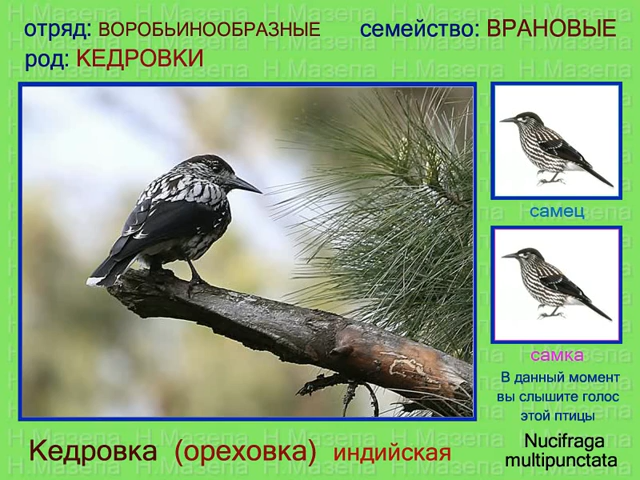 отряд: ВОРОБЬИНООБРАЗНЫЕ семейство: ВРАНОВЫЕ
род: КЕДРОВКИ
самец
самка
В данный момент
вы слышите голос
этой птицы
Кедровка (ореховка) индийская
Nucifraga
multipunctata
Н.Мазепа